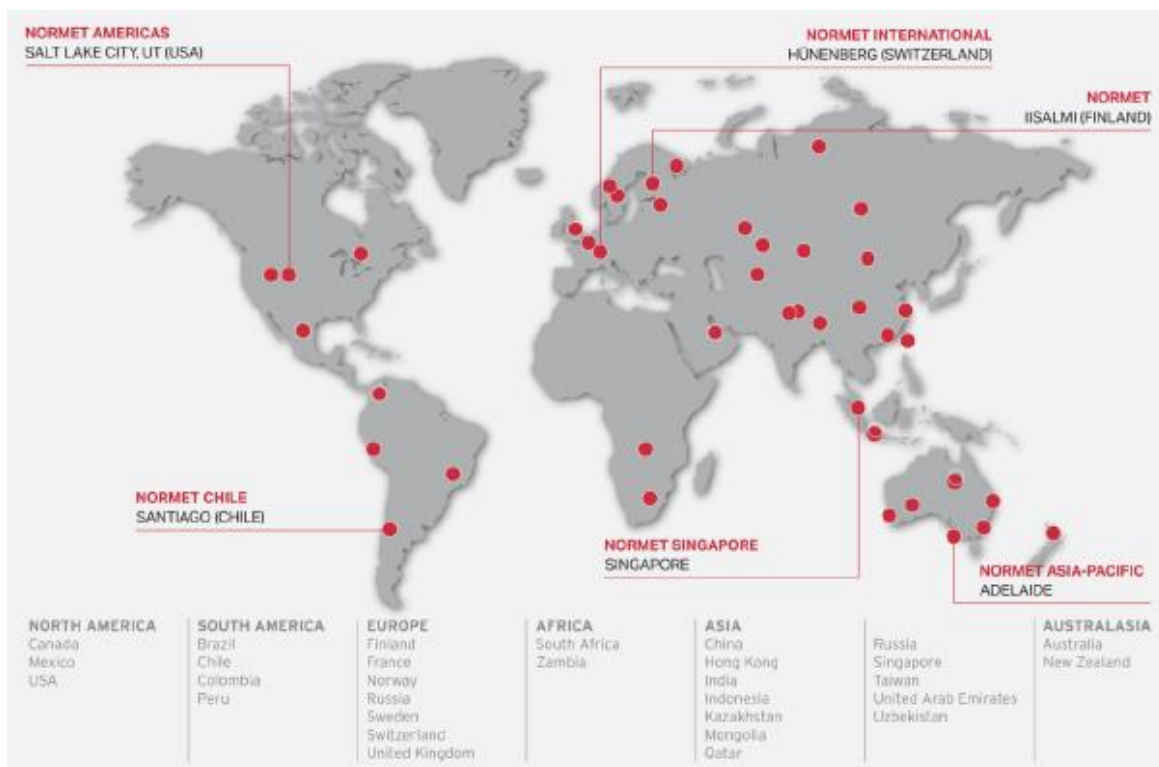 NORMET AMERICAS
SALT LAKE CITY, UT (USA)
NORMET INTERNATIONAL
HÜNENBERG (SWITZERLAND)
NORMET
IISALMI (FINLAND)
NORMET CHILE
SANTIAGO (CHILE)
NORMET SINGAPORE
SINGAPORE
NORMET ASIA-PACIFIC
ADELAIDE
NORTH AMERICA
Canada
Mexico
USA
SOUTH AMERICA
Brazil
Chile
Colombia
Peru
EUROPE
Finland
France
Norway
Russia
Sweden
Switzerland
United Kingdom
AFRICA
South Africa
Zambia
ASIA
China
Hong Kong
India
Indonesia
Kazakhstan
Mongolia
Qatar
Russia
Singapore
Taiwan
United Arab Emirates
Uzbekistan
AUSTRALASIA
Australia
New Zealand